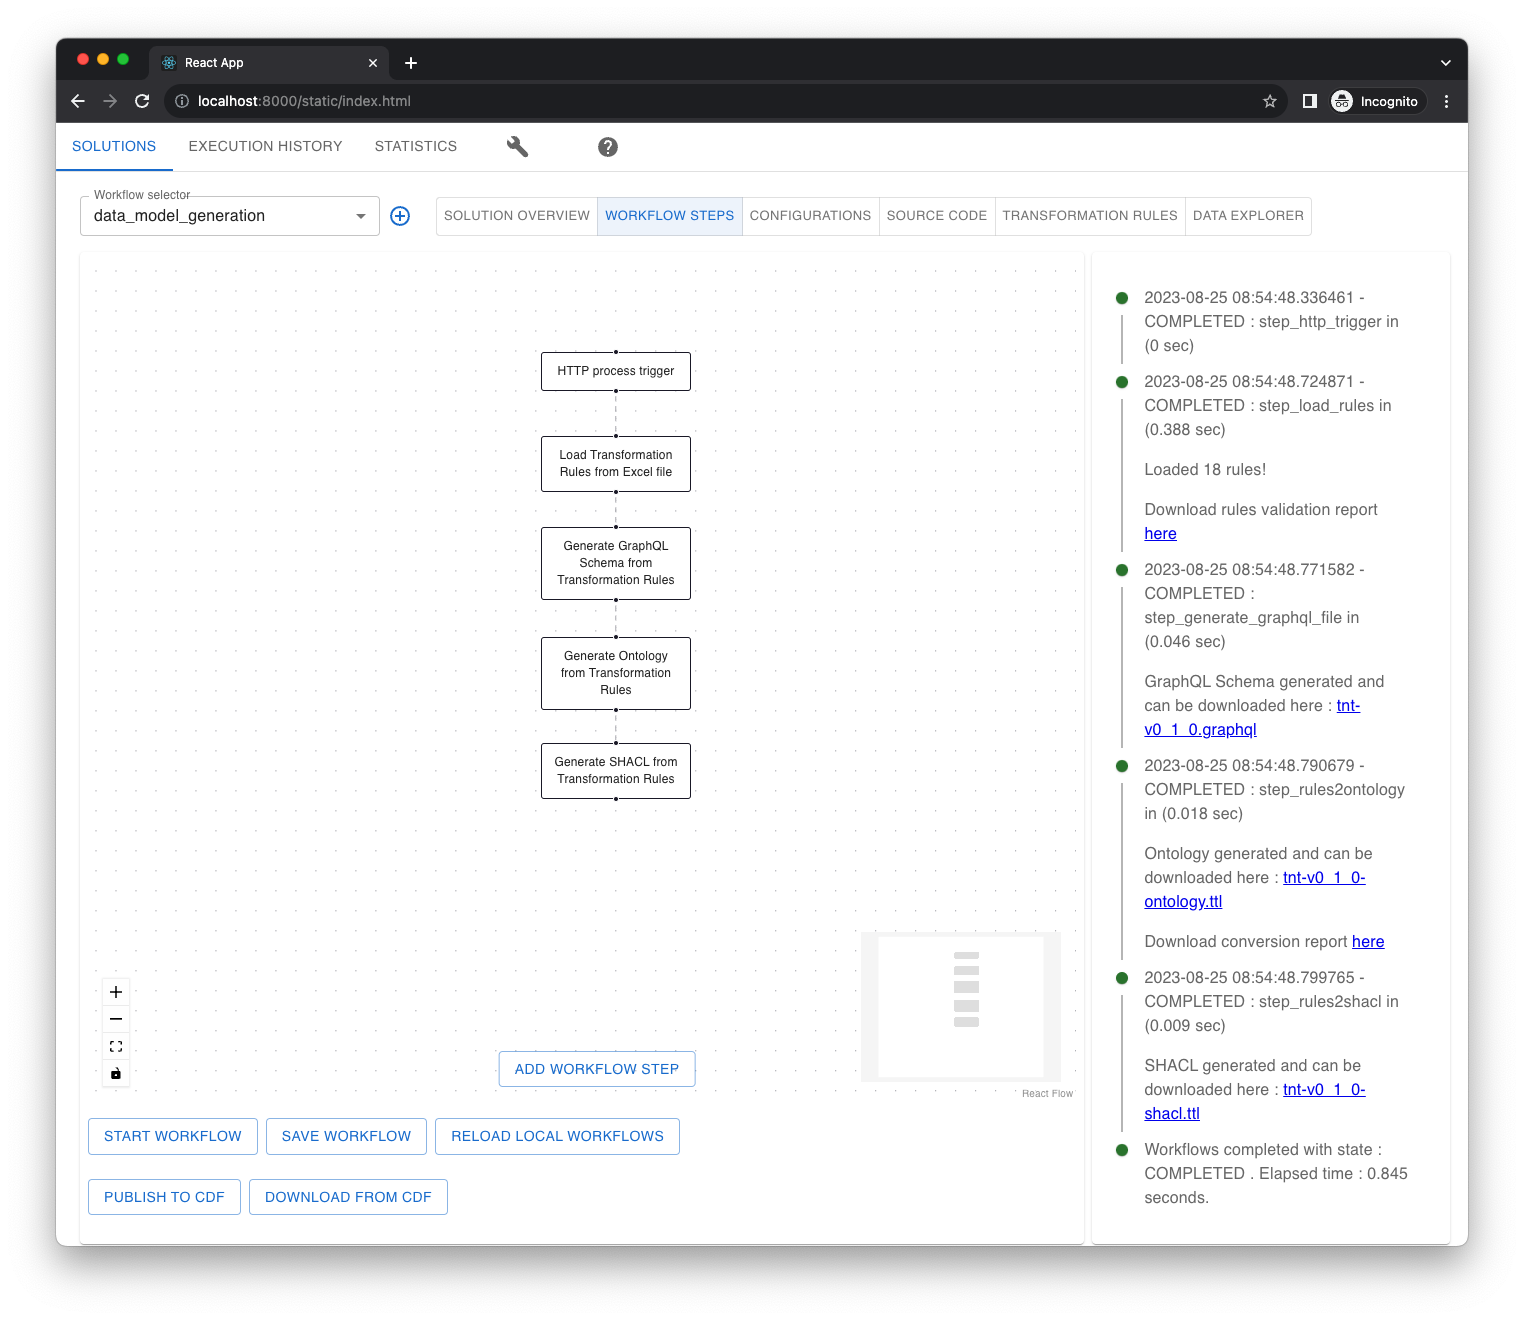 React App
localhost:8000/static/index.html
Incognito
SOLUTIONS
EXECUTION HISTORY
STATISTICS
Workflow selector
data_model_generation
SOLUTION OVERVIEW
WORKFLOW STEPS
CONFIGURATIONS
SOURCE CODE
TRANSFORMATION RULES
DATA EXPLORER
HTTP process trigger
Load Transformation
Rules from Excel file
Generate GraphQL
Schema from
Transformation Rules
Generate Ontology
from Transformation
Rules
Generate SHACL from
Transformation Rules
ADD WORKFLOW STEP
React Flow
START WORKFLOW
SAVE WORKFLOW
RELOAD LOCAL WORKFLOWS
PUBLISH TO CDF
DOWNLOAD FROM CDF
2023-08-25 08:54:48.336461 -
COMPLETED : step_http_trigger in
(0 sec)
2023-08-25 08:54:48.724871 -
COMPLETED : step_load_rules in
(0.388 sec)
Loaded 18 rules!
Download rules validation report
here
2023-08-25 08:54:48.771582 -
COMPLETED :
step_generate_graphql_file in
(0.046 sec)
GraphQL Schema generated and
can be downloaded here : tnt-
v0_1_0.graphql
2023-08-25 08:54:48.790679 -
COMPLETED : step_rules2ontology
in (0.018 sec)
Ontology generated and can be
downloaded here : tnt-v0_1_0-
ontology.ttl
Download conversion report here
2023-08-25 08:54:48.799765 -
COMPLETED : step_rules2shacl in
(0.009 sec)
SHACL generated and can be
downloaded here : tnt-v0_1_0-
shacl.ttl
Workflows completed with state :
COMPLETED . Elapsed time : 0.845
seconds.